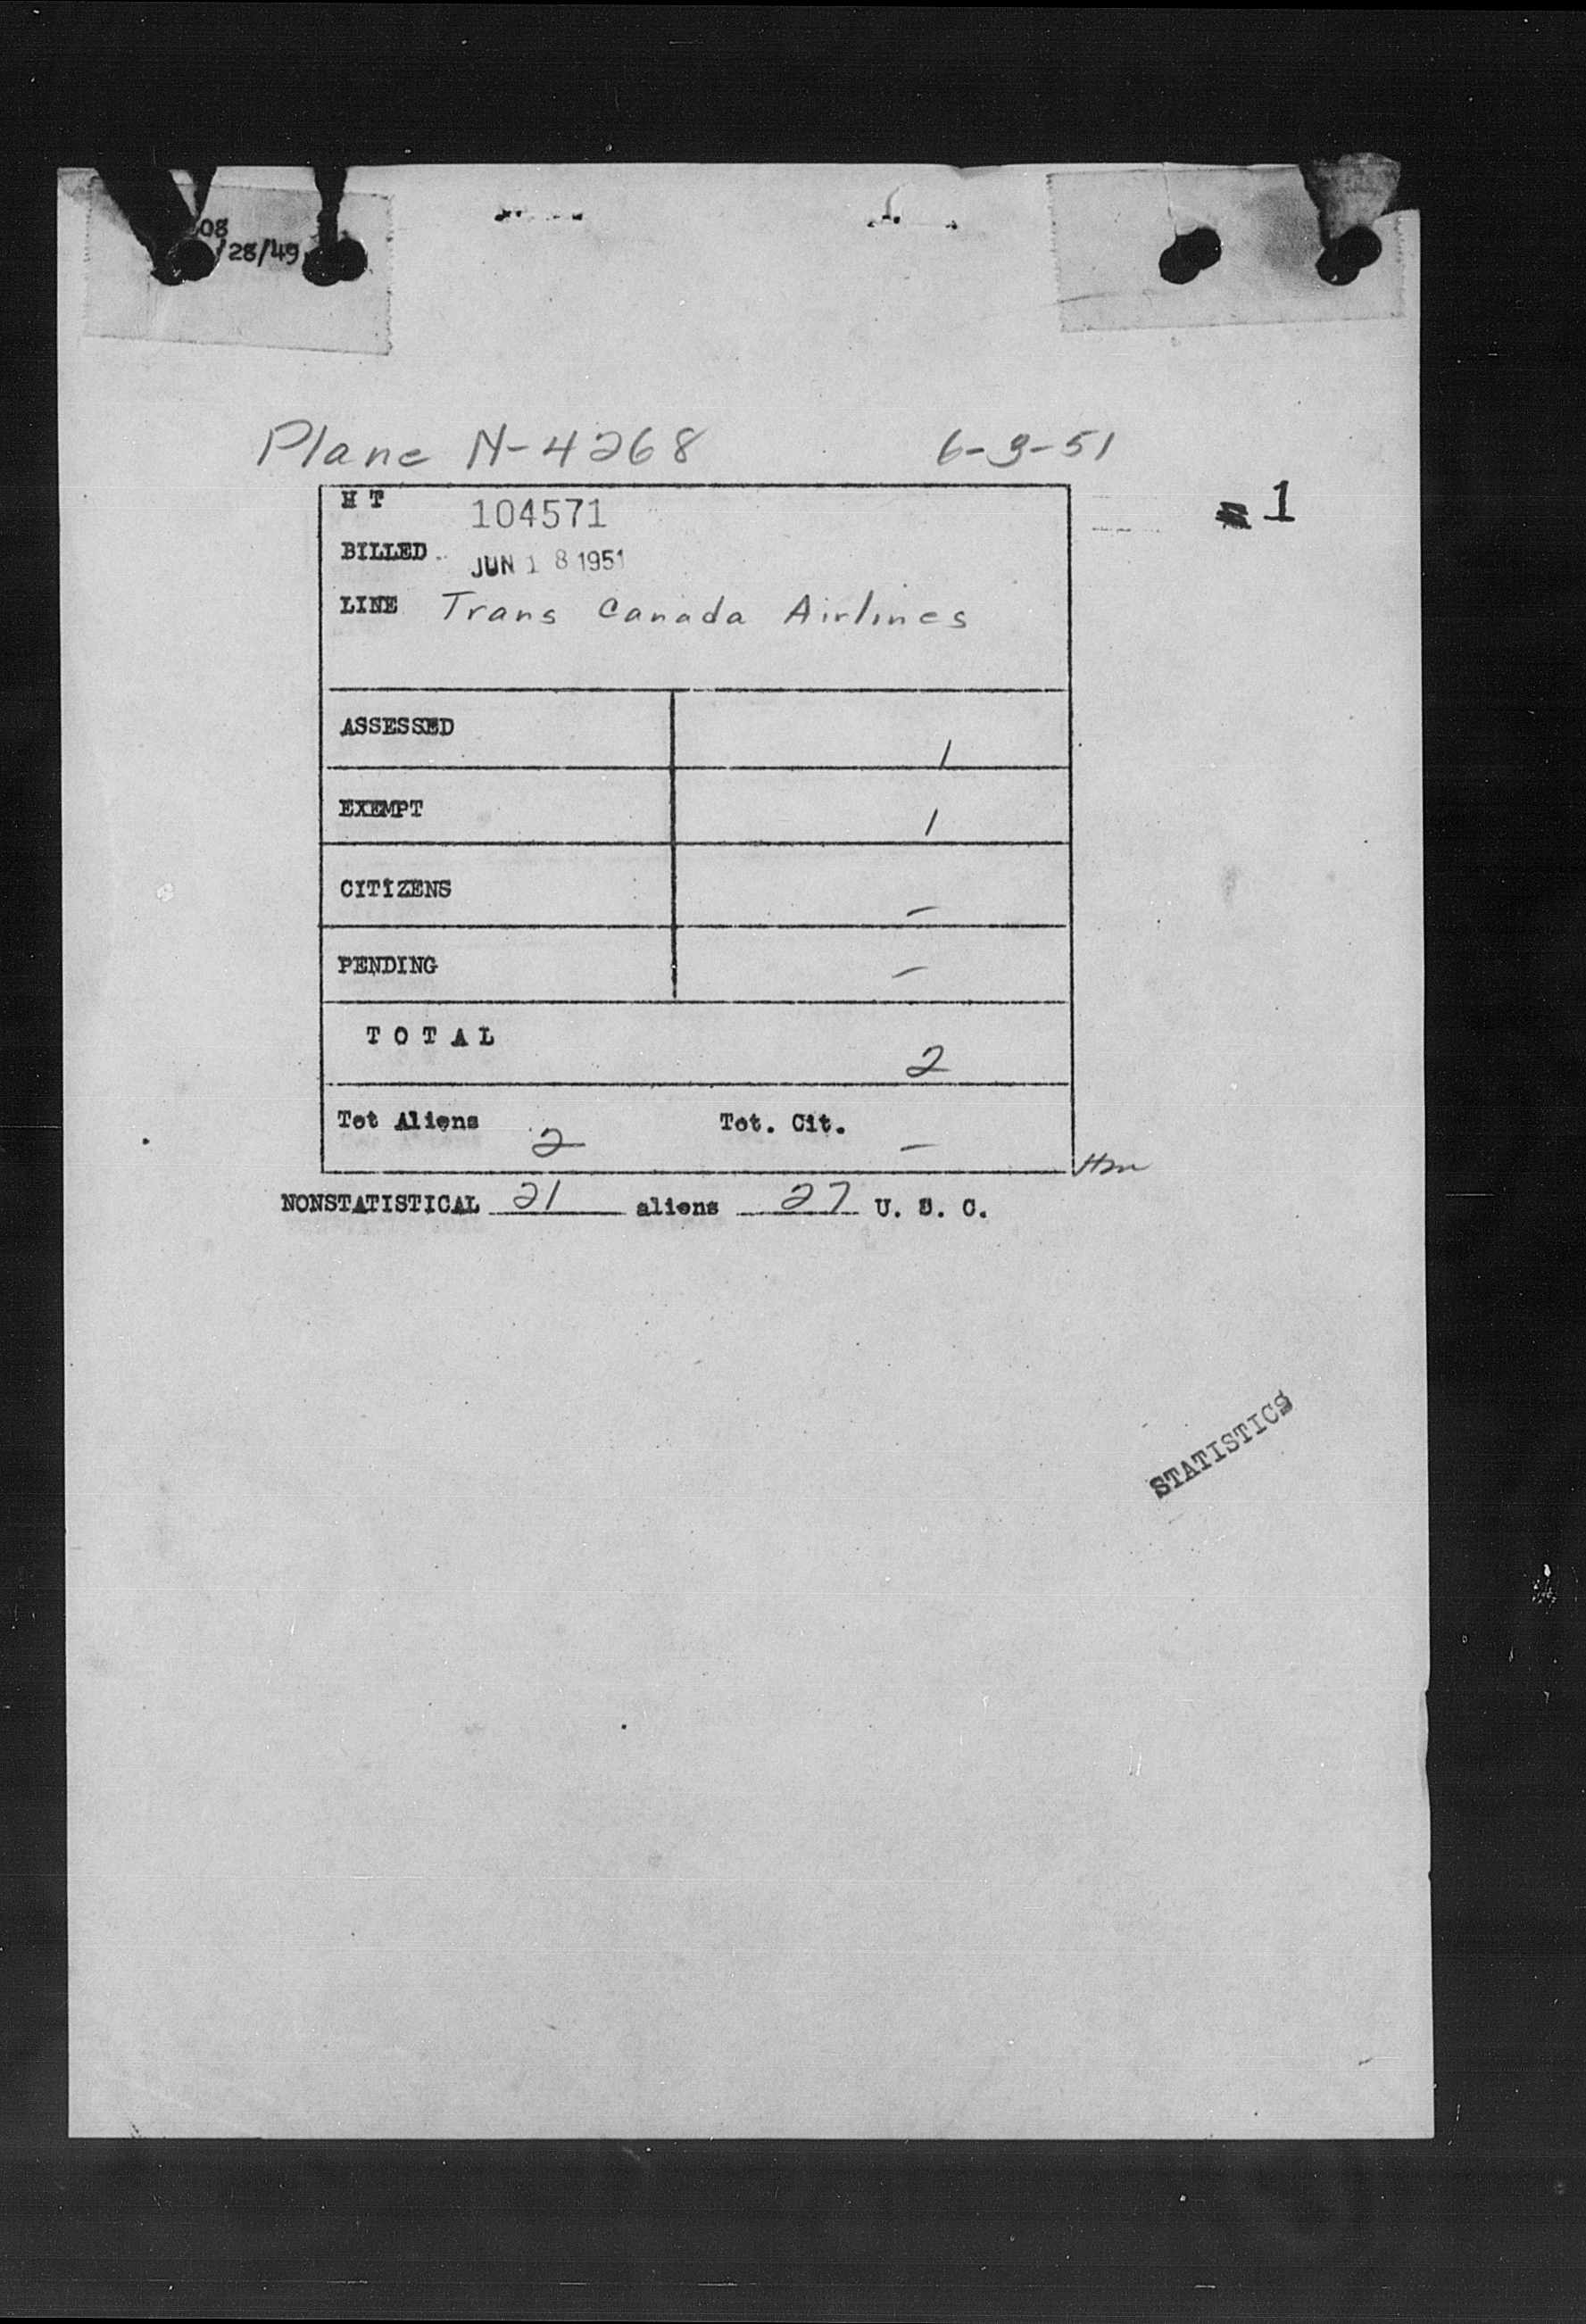 08
/28/49
Plane N-4268 6-9-51
H T 104571
1
BILLED JUN 18 1951
LINE Trans Canada Airlines
ASSESSED 1
EXEMPT 1
CITIZENS —
PENDING —
T O T A L 2
Tot Aliens 2 Tot. Cit. —
NONSTATISTICAL 21 aliens 27 U. S. C.
STATISTICS